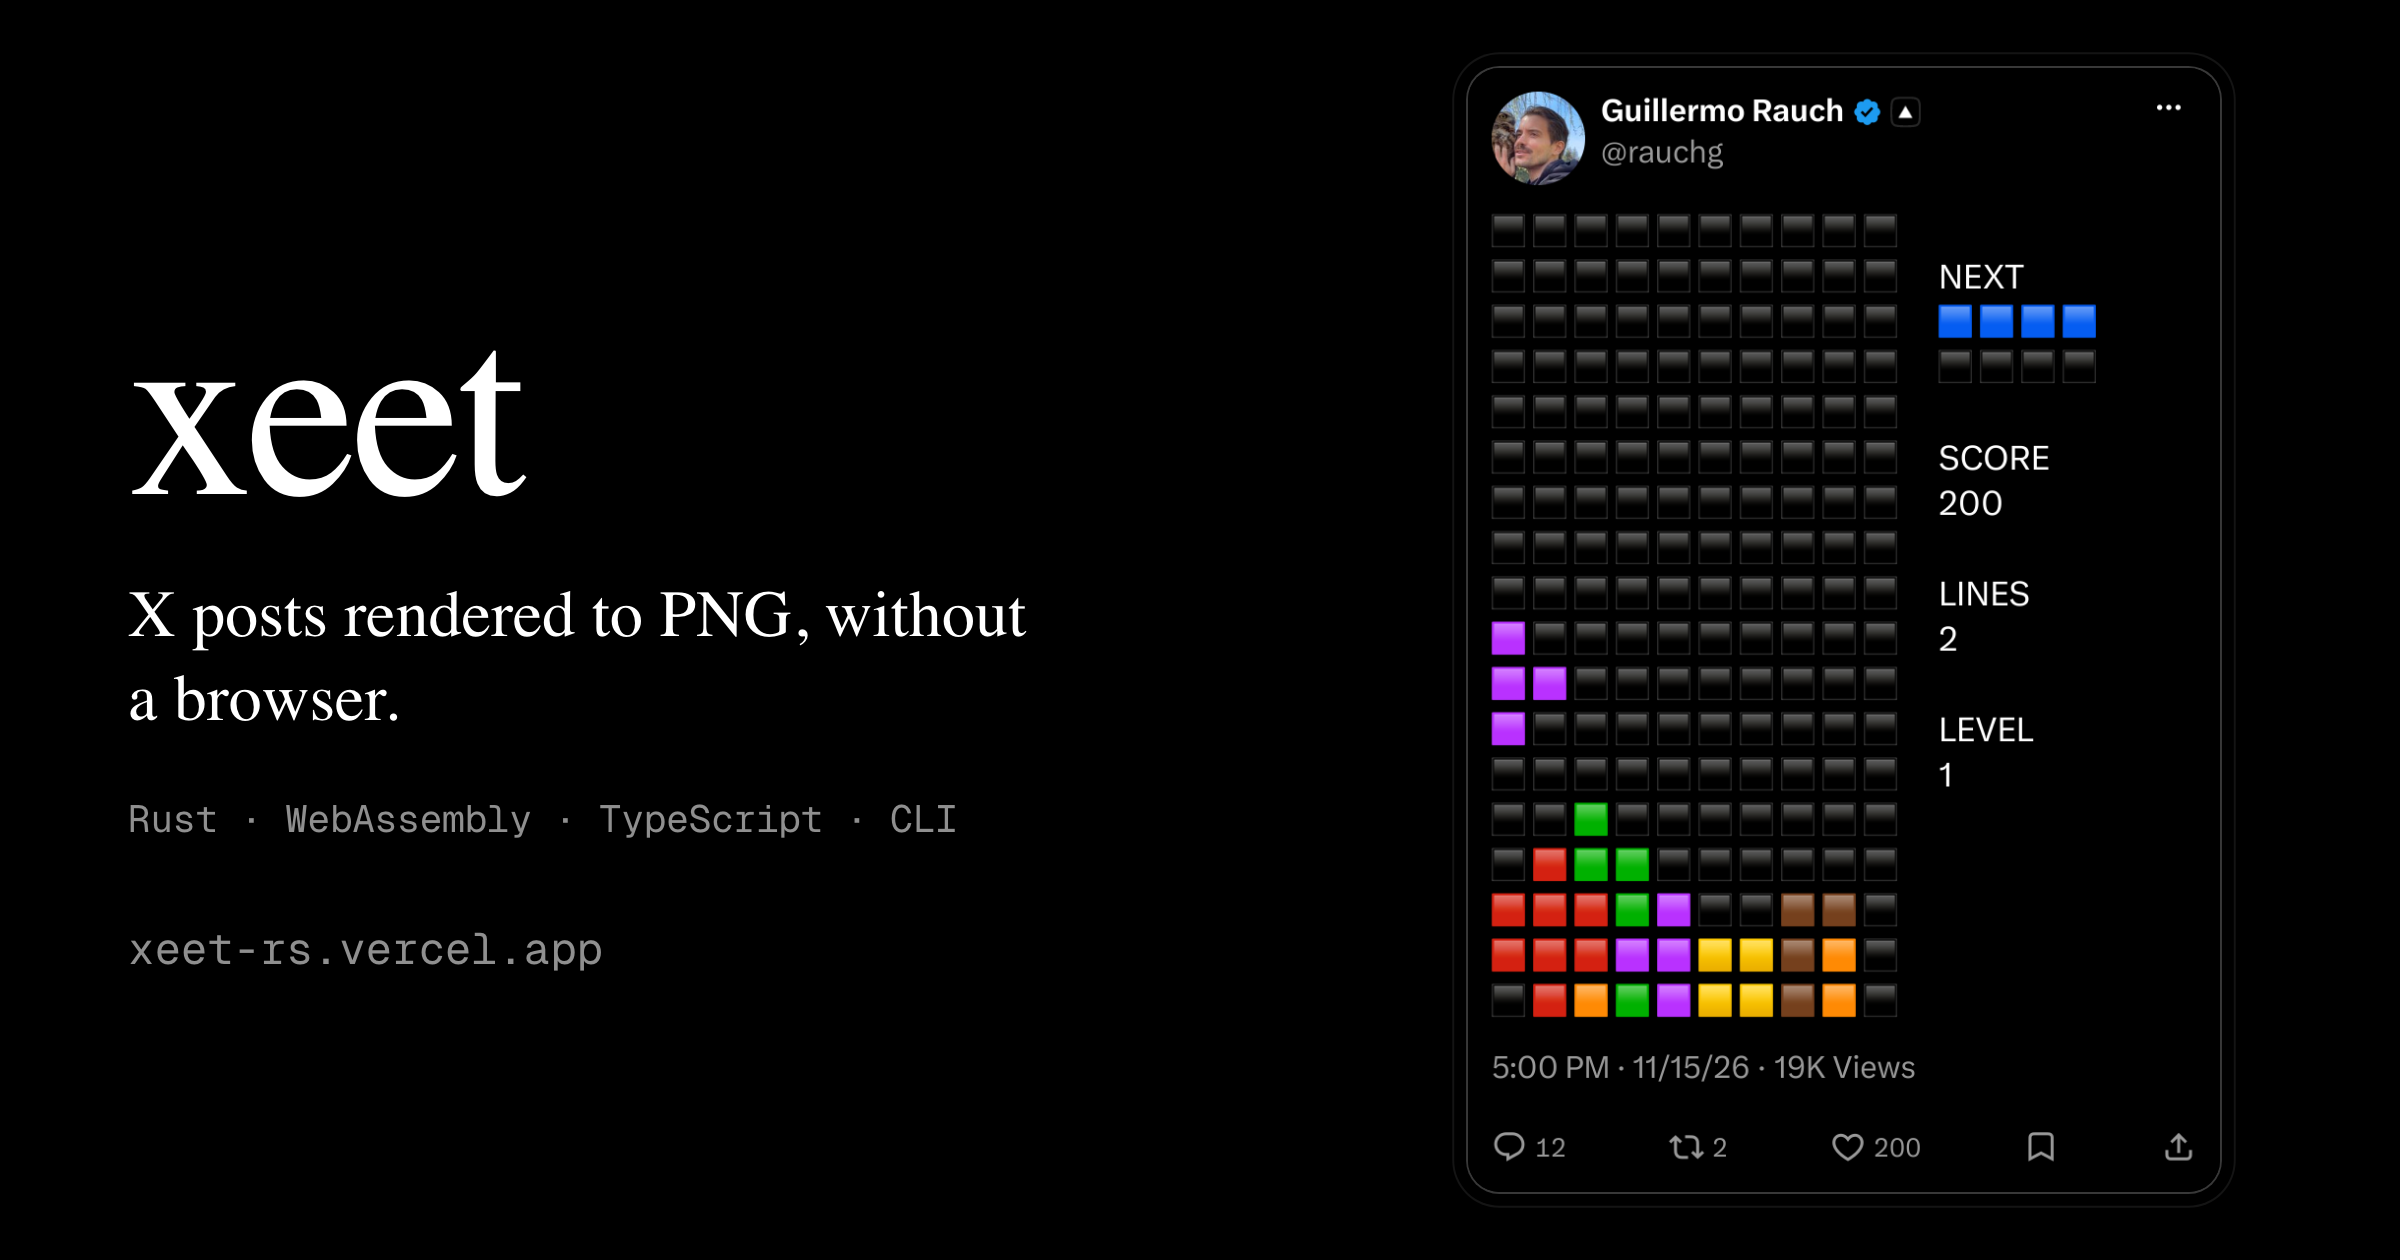 xeet
X posts rendered to PNG, without
a browser.
Rust · WebAssembly · TypeScript · CLI
xeet-rs.vercel.app
Guillermo Rauch
@rauchg
NEXT
SCORE
200
LINES
2
LEVEL
1
5:00 PM · 11/15/26 · 19K Views
12 2 200